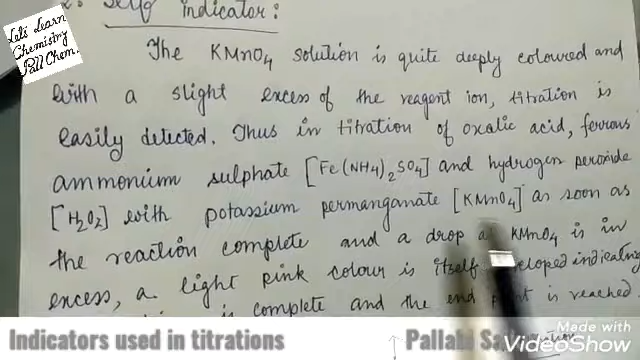 Self indicator:
Let's Learn
Chemistry
Pall Chem.
The KMnO4 solution is quite deeply coloured and
with a slight excess of the reagent ion, titration is
easily detected. Thus in titration of oxalic acid, ferrous
ammonium sulphate [Fe(NH4)2SO4] and hydrogen peroxide
[H2O2] with potassium permanganate [KMnO4] as soon as
the reaction complete and a drop of KMnO4 is in
excess, a light pink colour is itself developed indicating
is complete and the end point is reached.
Indicators used in titrations
Pallabi
Made with
VideoShow